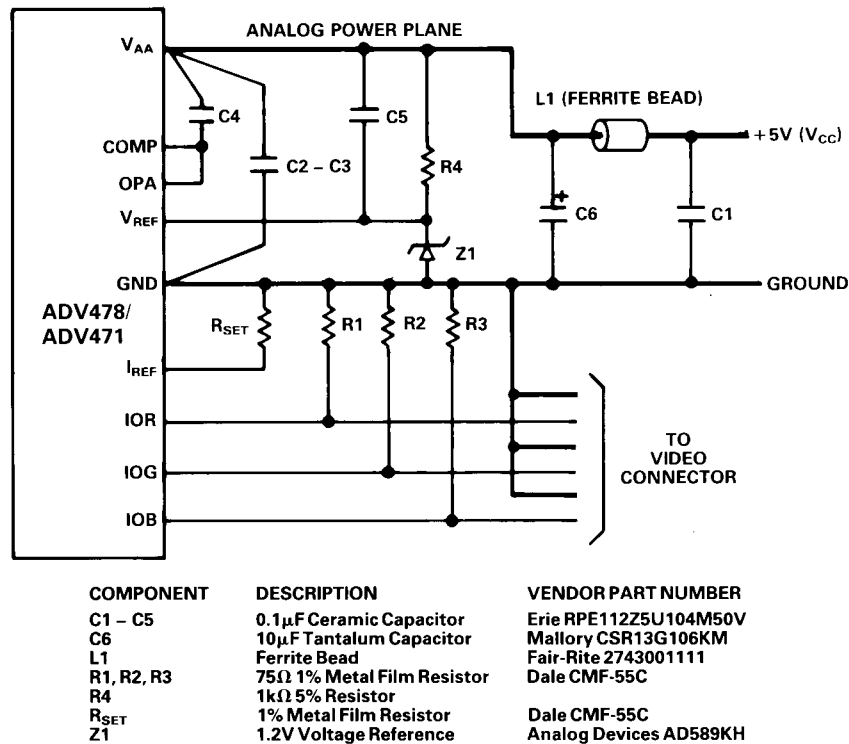 ANALOG POWER PLANE
VAA
L1 (FERRITE BEAD)
C4
C5
+5V (VCC)
COMP
C2 – C3
R4
OPA
VREF
+
C6
C1
Z1
GND
GROUND
ADV478/
ADV471
RSET
R1
R2
R3
IREF
IOR
TO
VIDEO
CONNECTOR
IOG
IOB
COMPONENT DESCRIPTION VENDOR PART NUMBER
C1 – C5 0.1µF Ceramic Capacitor Erie RPE112Z5U104M50V
C6 10µF Tantalum Capacitor Mallory CSR13G106KM
L1 Ferrite Bead Fair-Rite 2743001111
R1, R2, R3 75Ω 1% Metal Film Resistor Dale CMF-55C
R4 1kΩ 5% Resistor
RSET 1% Metal Film Resistor Dale CMF-55C
Z1 1.2V Voltage Reference Analog Devices AD589KH